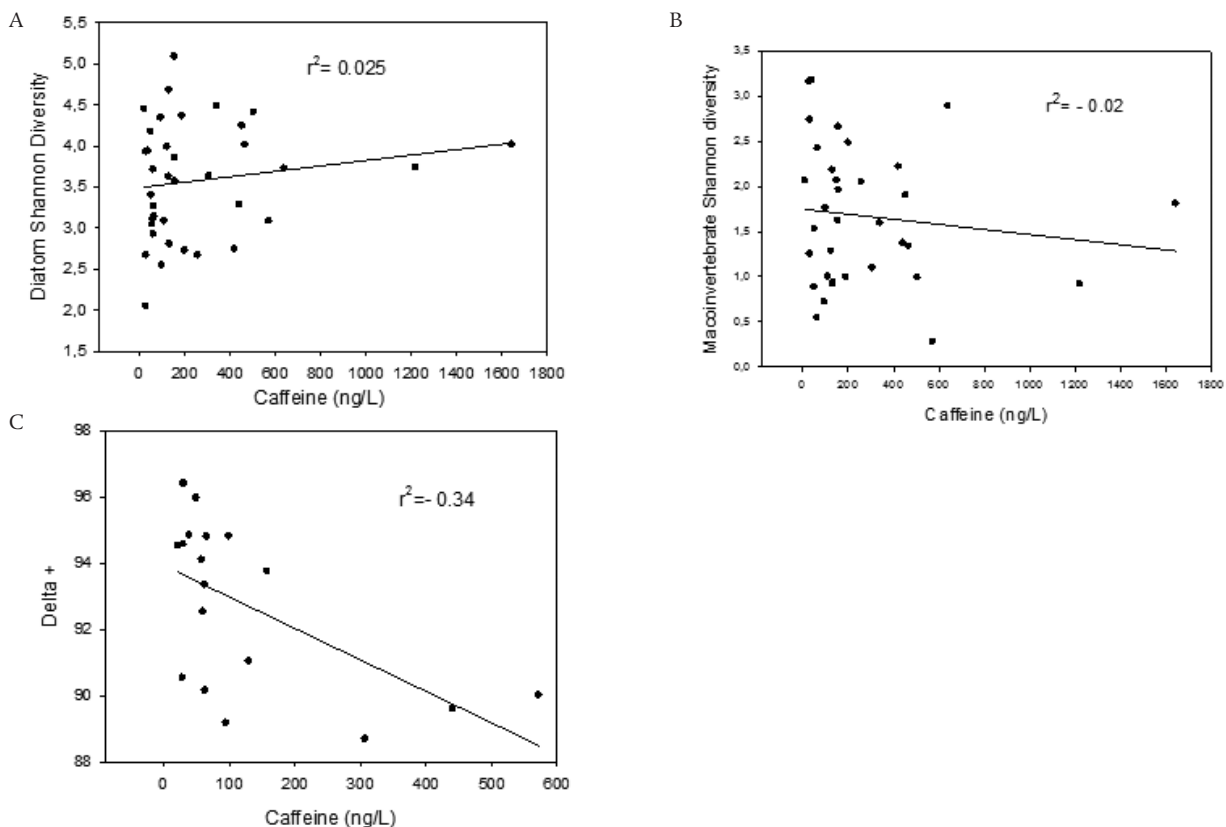 A
Diatom Shannon Diversity
5,5
5,0
4,5
4,0
3,5
3,0
2,5
2,0
1,5
r²= 0.025
0 200 400 600 800 1000 1200 1400 1600 1800
Caffeine (ng/L)
B
Macoinvertebrate Shannon diversity
3,5
3,0
2,5
2,0
1,5
1,0
0,5
0,0
r²= - 0.02
0 200 400 600 800 1000 1200 1400 1600 1800
Caffeine (ng/L)
C
Delta +
98
96
94
92
90
88
r²=- 0.34
0 100 200 300 400 500 600
Caffeine (ng/L)